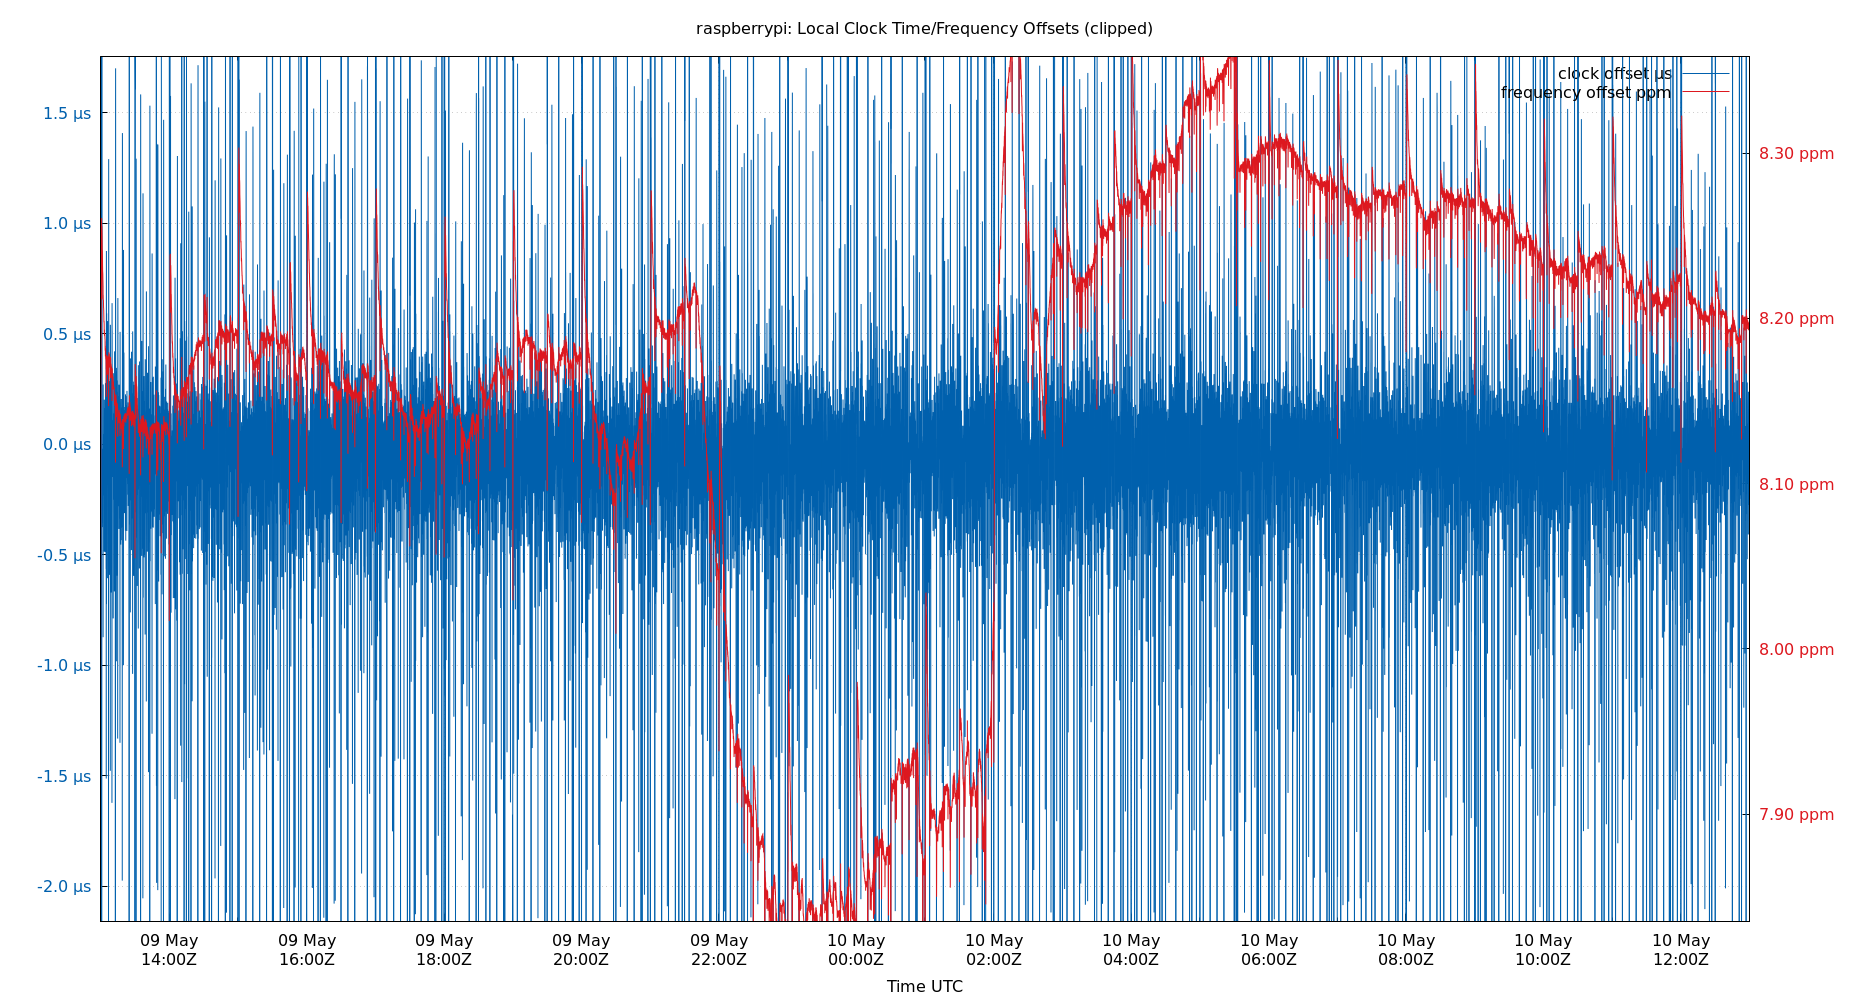 raspberrypi: Local Clock Time/Frequency Offsets (clipped)
clock offset µs
frequency offset ppm
1.5 µs
1.0 µs
0.5 µs
0.0 µs
-0.5 µs
-1.0 µs
-1.5 µs
-2.0 µs
8.30 ppm
8.20 ppm
8.10 ppm
8.00 ppm
7.90 ppm
09 May 09 May 09 May 09 May 09 May 10 May 10 May 10 May 10 May 10 May 10 May 10 May
14:00Z 16:00Z 18:00Z 20:00Z 22:00Z 00:00Z 02:00Z 04:00Z 06:00Z 08:00Z 10:00Z 12:00Z
Time UTC